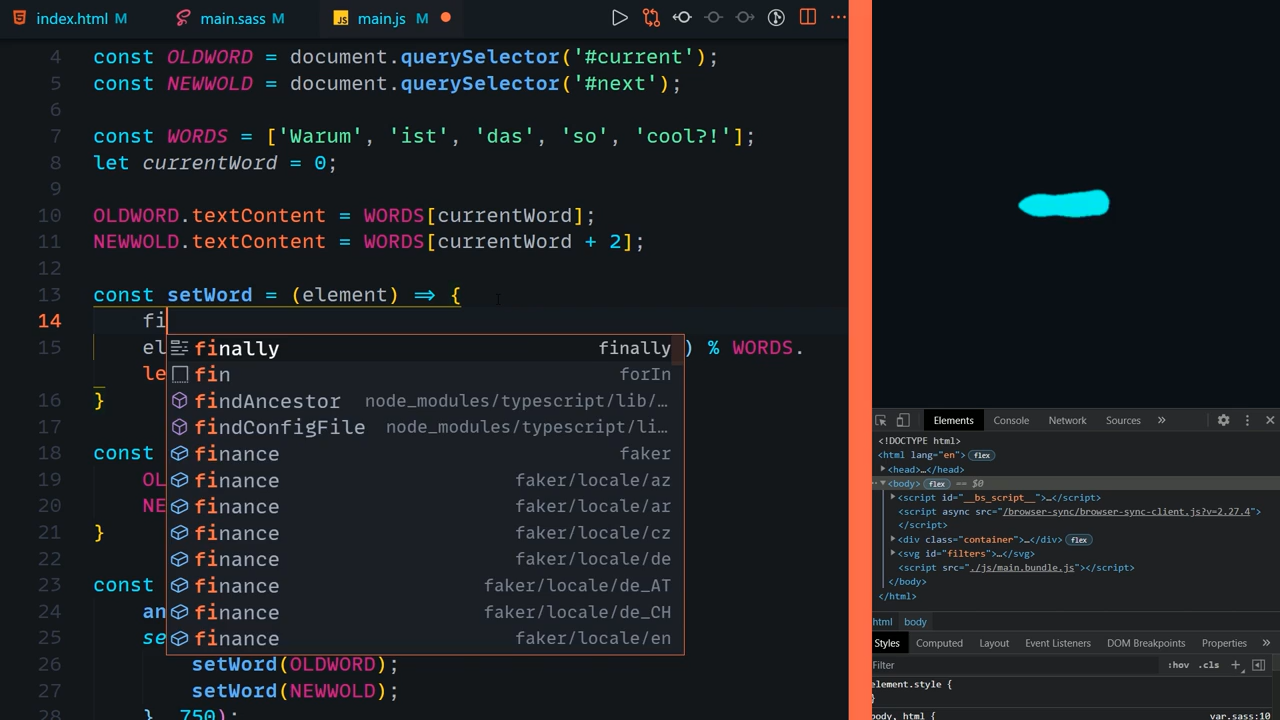 index.html M
main.sass M
JS main.js M
4 const OLDWORD = document.querySelector('#current');
5 const NEWWOLD = document.querySelector('#next');
6
7 const WORDS = ['Warum', 'ist', 'das', 'so', 'cool?!'];
8 let currentWord = 0;
9
10 OLDWORD.textContent = WORDS[currentWord];
11 NEWWOLD.textContent = WORDS[currentWord + 2];
12
13 const setWord = (element) ⇒ {
14 fi
15 el ) % WORDS.
le
16 }
17
18 const
19 OL
20 NE
21 }
22
23 const
24 an
25 se
26 setWord(OLDWORD);
27 setWord(NEWWOLD);
28 }, 750);
finally finally
fin forIn
findAncestor node_modules/typescript/lib/…
findConfigFile node_modules/typescript/li…
finance faker
finance faker/locale/az
finance faker/locale/ar
finance faker/locale/cz
finance faker/locale/de
finance faker/locale/de_AT
finance faker/locale/de_CH
finance faker/locale/en
Elements Console Network Sources »
<!DOCTYPE html>
<html lang="en"> flex
<head>…</head>
<body> flex == $0
<script id="__bs_script__">…</script>
<script async src="/browser-sync/browser-sync-client.js?v=2.27.4">
</script>
<div class="container">…</div> flex
<svg id="filters">…</svg>
<script src="./js/main.bundle.js"></script>
</body>
</html>
html body
Styles Computed Layout Event Listeners DOM Breakpoints Properties »
Filter :hov .cls +
element.style {
}
body, html { var.sass:10